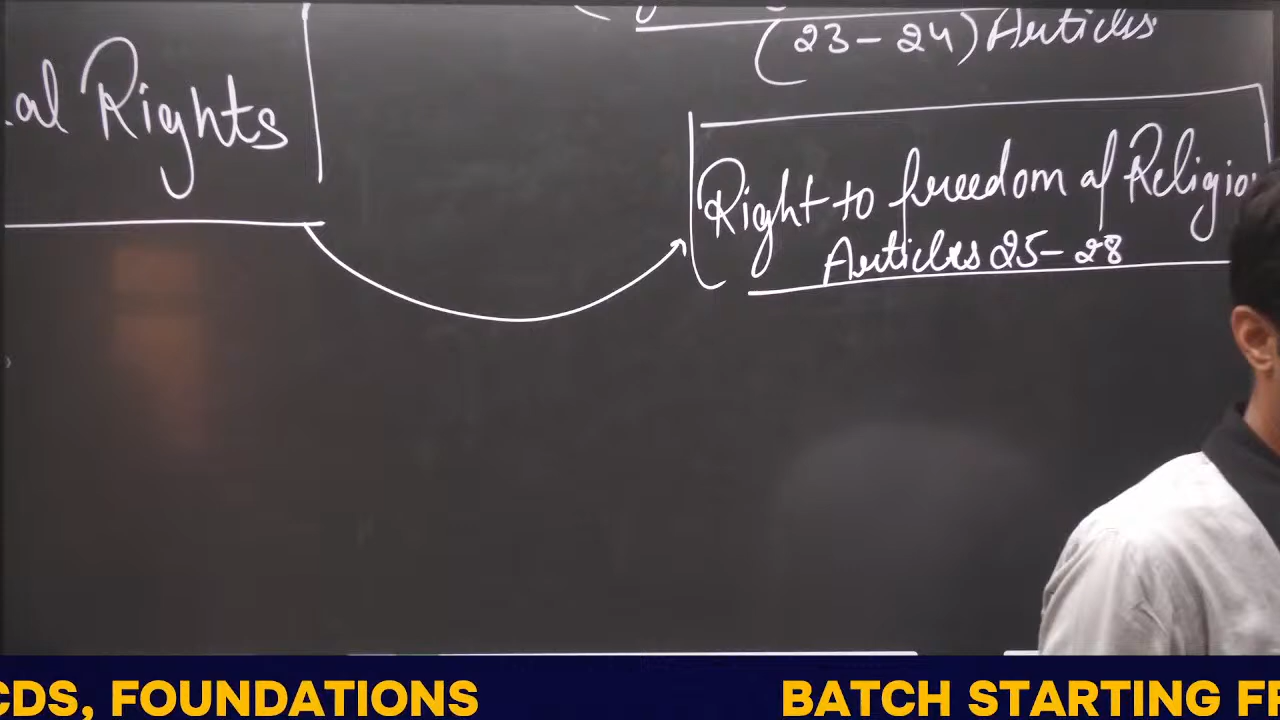 (23-24) Articles
al Rights
Right to freedom of Religio
Articles 25-28
CDS, FOUNDATIONS
BATCH STARTING FR